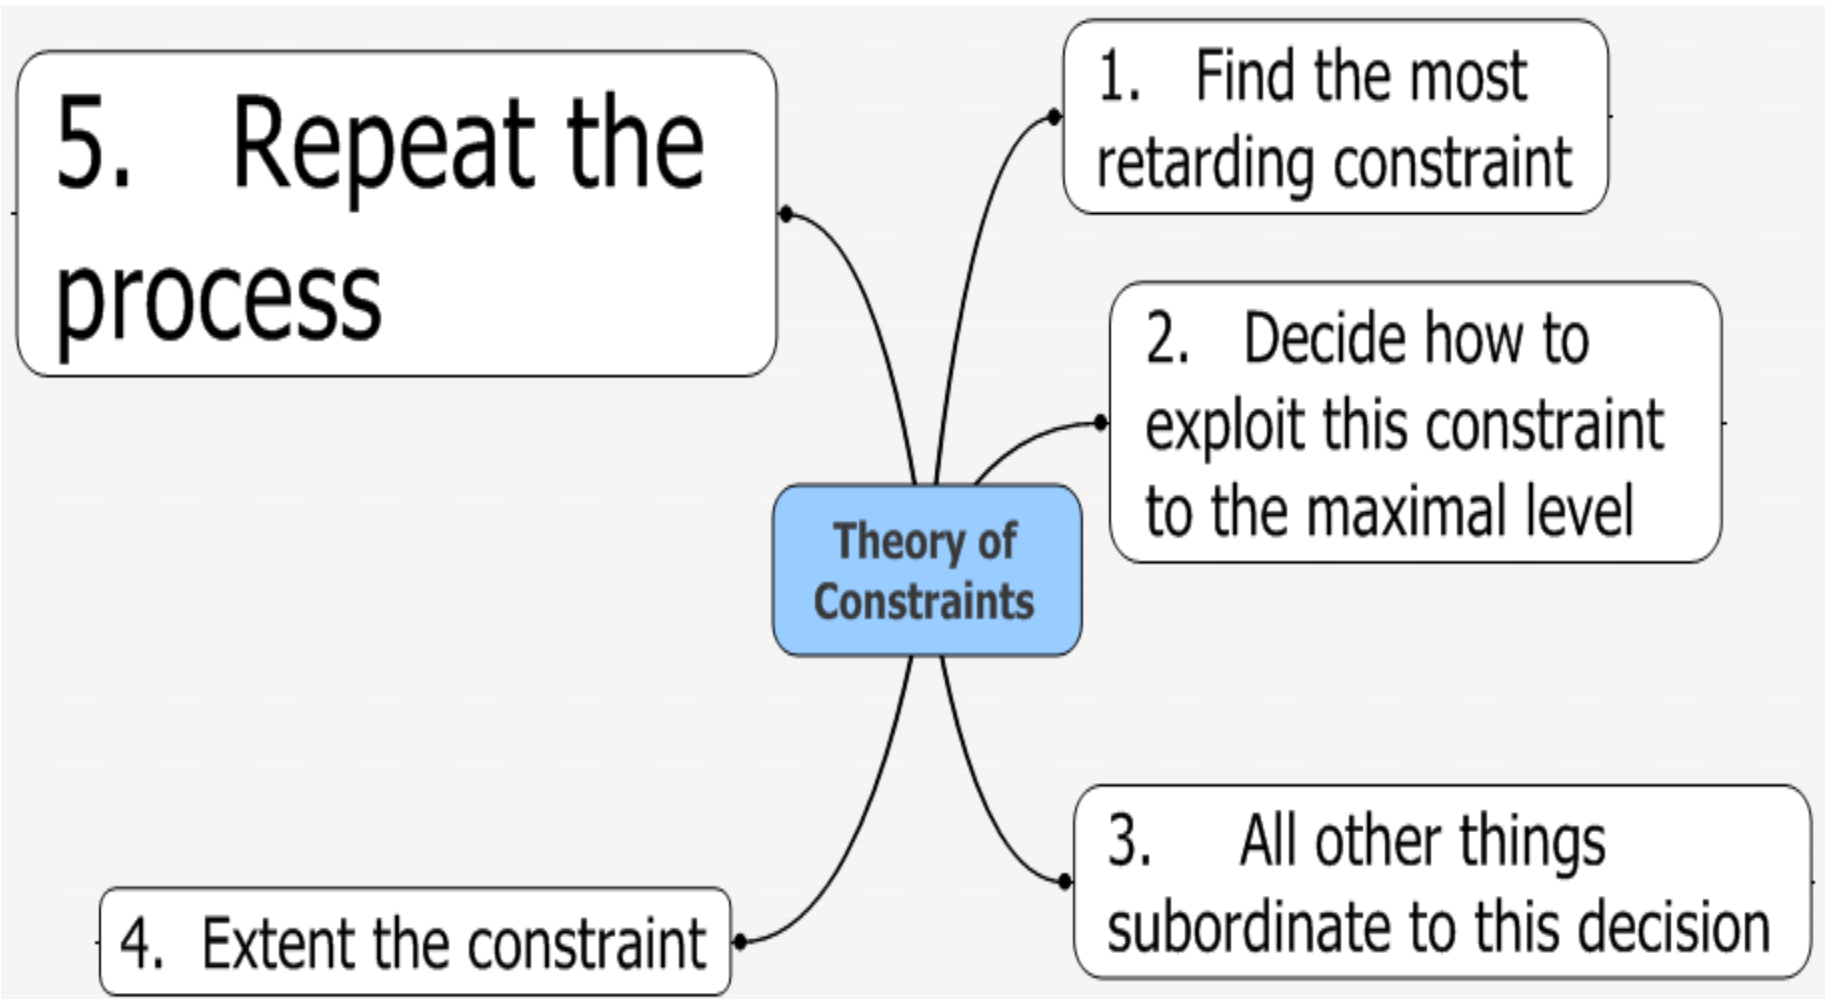 Theory of
Constraints
1. Find the most
retarding constraint
2. Decide how to
exploit this constraint
to the maximal level
3. All other things
subordinate to this decision
4. Extent the constraint
5. Repeat the
process